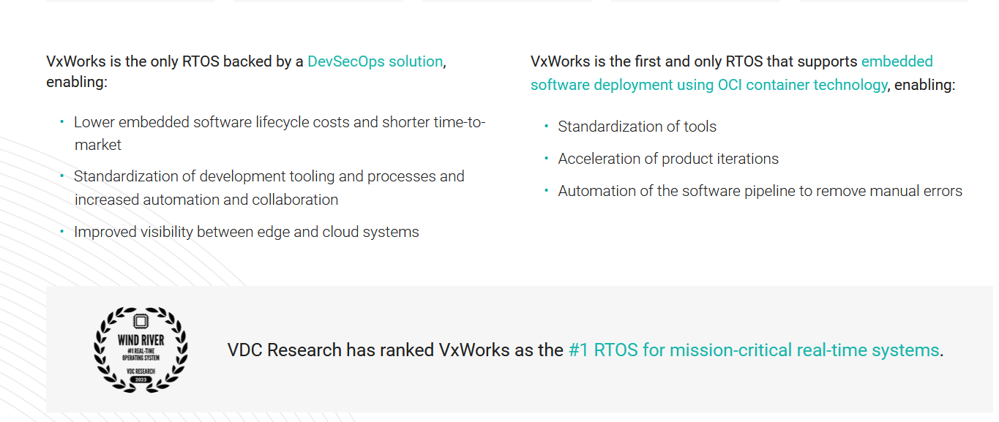 VxWorks is the only RTOS backed by a DevSecOps solution,
enabling:
Lower embedded software lifecycle costs and shorter time-to-
market
Standardization of development tooling and processes and
increased automation and collaboration
Improved visibility between edge and cloud systems
VxWorks is the first and only RTOS that supports embedded
software deployment using OCI container technology, enabling:
Standardization of tools
Acceleration of product iterations
Automation of the software pipeline to remove manual errors
WIND RIVER
#1 REAL-TIME
OPERATING SYSTEM
VDC RESEARCH
2023
VDC Research has ranked VxWorks as the #1 RTOS for mission-critical real-time systems.